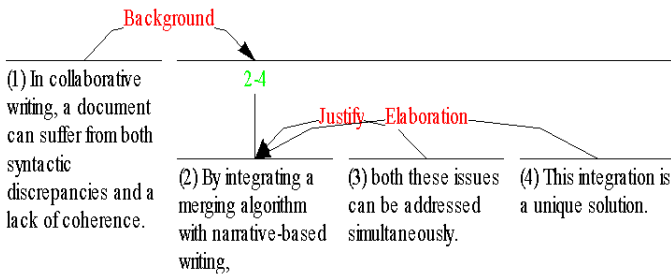 Background
2-4
Justify Elaboration
(1) In collaborative
writing, a document
can suffer from both
syntactic
discrepancies and a
lack of coherence.
(2) By integrating a
merging algorithm
with narrative-based
writing,
(3) both these issues
can be addressed
simultaneously.
(4) This integration is
a unique solution.